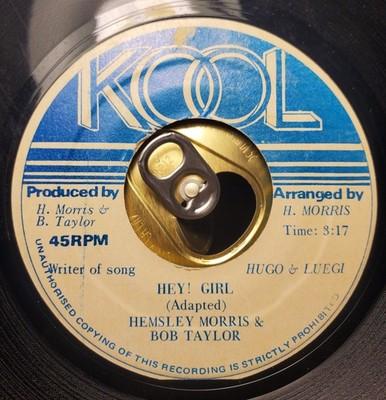 KOOL
Produced by
H. Morris &
B. Taylor
45RPM
Writer of song
Arranged by
H. MORRIS
Time: 3:17
HUGO & LUEGI
HEY! GIRL
(Adapted)
HEMSLEY MORRIS &
BOB TAYLOR
UNAUTHORISED COPYING OF THIS RECORDING IS STRICTLY PROHIBITED